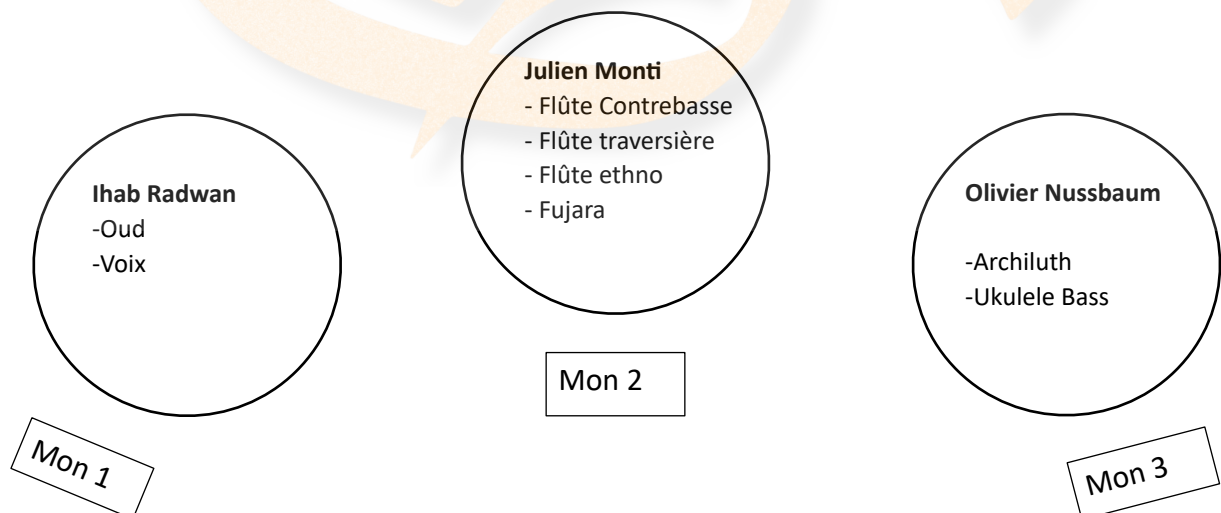 Julien Monti
- Flûte Contrebasse
- Flûte traversière
- Flûte ethno
- Fujara
Ihab Radwan
-Oud
-Voix
Olivier Nussbaum
-Archiluth
-Ukulele Bass
Mon 2
Mon 1
Mon 3